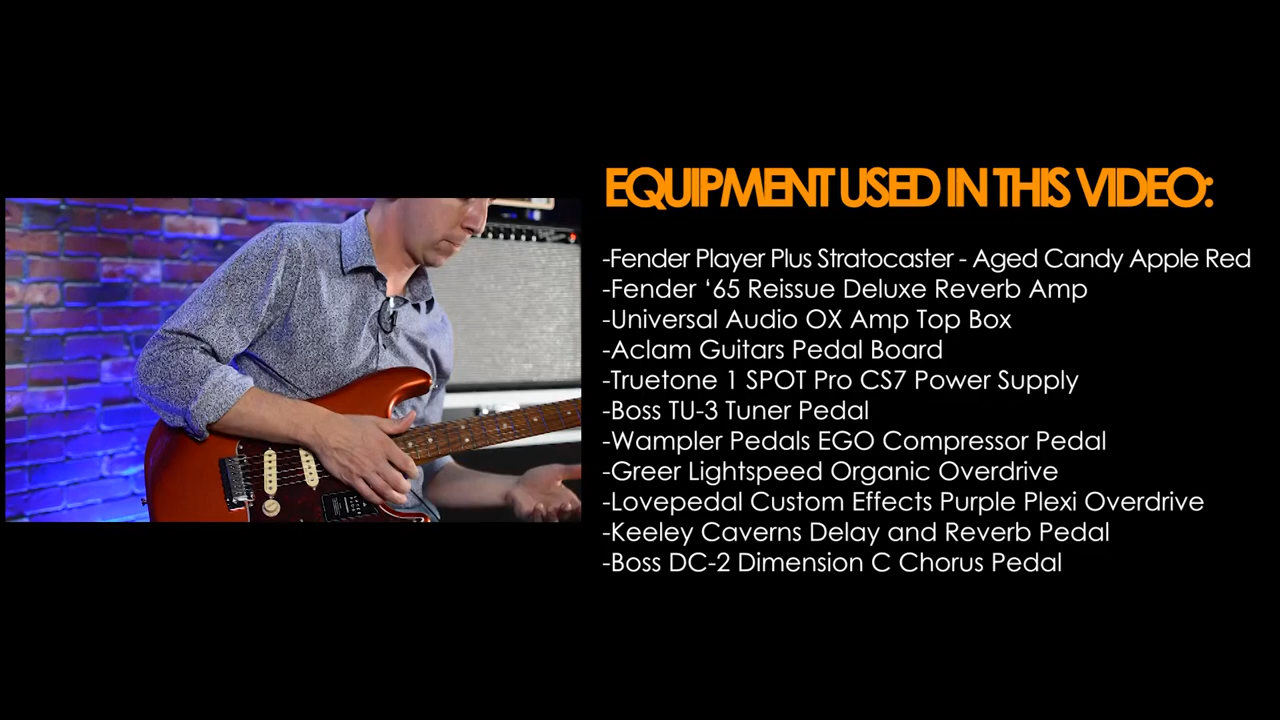 EQUIPMENT USED IN THIS VIDEO:
-Fender Player Plus Stratocaster - Aged Candy Apple Red
-Fender ‘65 Reissue Deluxe Reverb Amp
-Universal Audio OX Amp Top Box
-Aclam Guitars Pedal Board
-Truetone 1 SPOT Pro CS7 Power Supply
-Boss TU-3 Tuner Pedal
-Wampler Pedals EGO Compressor Pedal
-Greer Lightspeed Organic Overdrive
-Lovepedal Custom Effects Purple Plexi Overdrive
-Keeley Caverns Delay and Reverb Pedal
-Boss DC-2 Dimension C Chorus Pedal